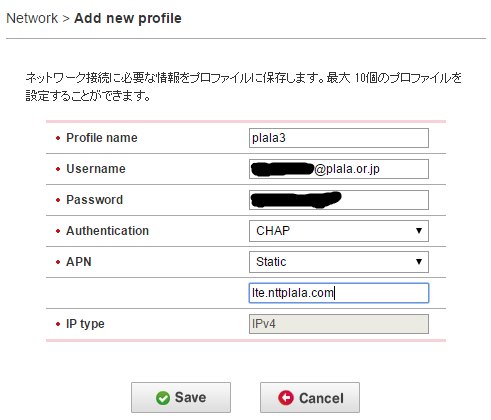 Network > Add new profile
ネットワーク接続に必要な情報をプロファイルに保存します。最大 10個のプロファイルを
設定することができます。
Profile name plala3
Username @plala.or.jp
Password
Authentication CHAP
APN Static
lte.nttplala.com
IP type IPv4
Save Cancel